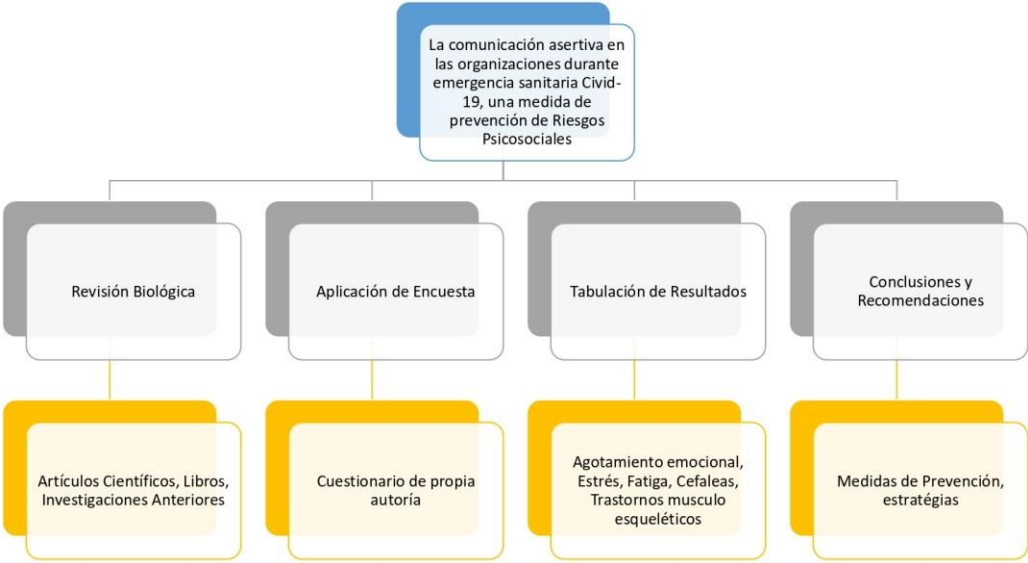 La comunicación asertiva en
las organizaciones durante
emergencia sanitaria Civid-
19, una medida de
prevención de Riesgos
Psicosociales
Revisión Biológica
Aplicación de Encuesta
Tabulación de Resultados
Conclusiones y
Recomendaciones
Artículos Científicos, Libros,
Investigaciones Anteriores
Cuestionario de propia
autoría
Agotamiento emocional,
Estrés, Fatiga, Cefaleas,
Trastornos musculo
esqueléticos
Medidas de Prevención,
estratégias